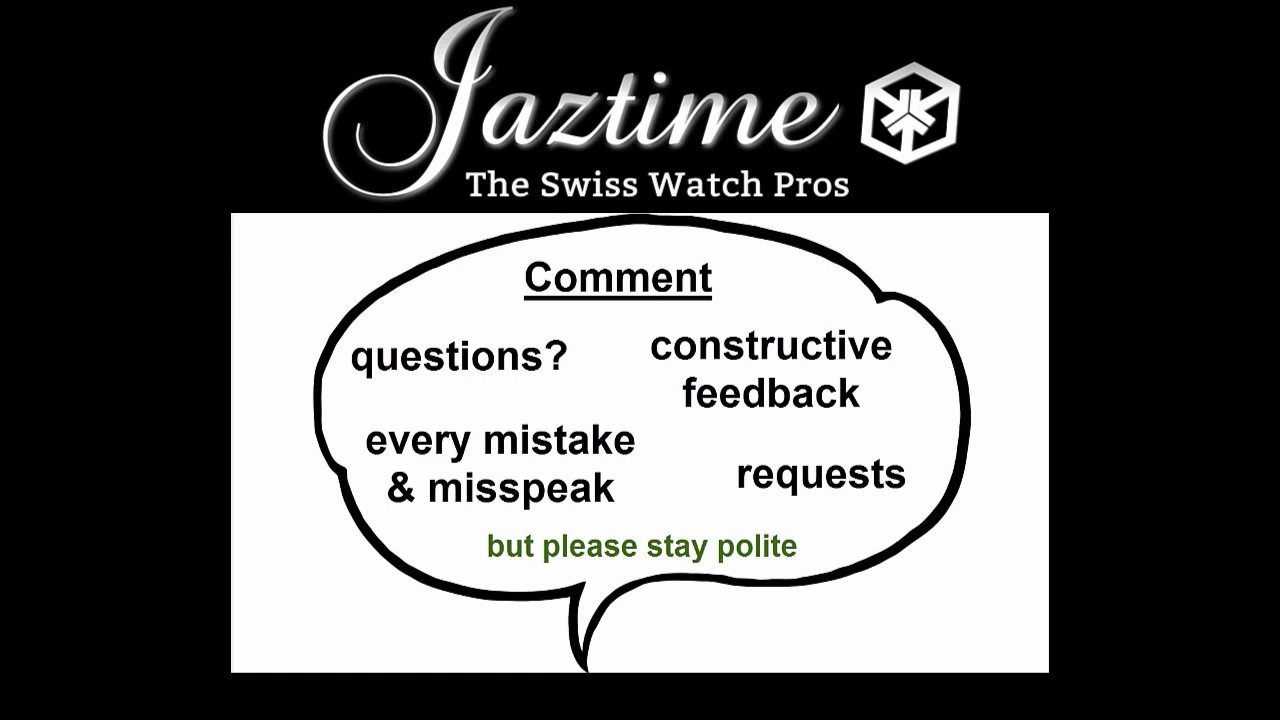 Jaztime
The Swiss Watch Pros
Comment
questions?
constructive
feedback
every mistake
& misspeak
requests
but please stay polite